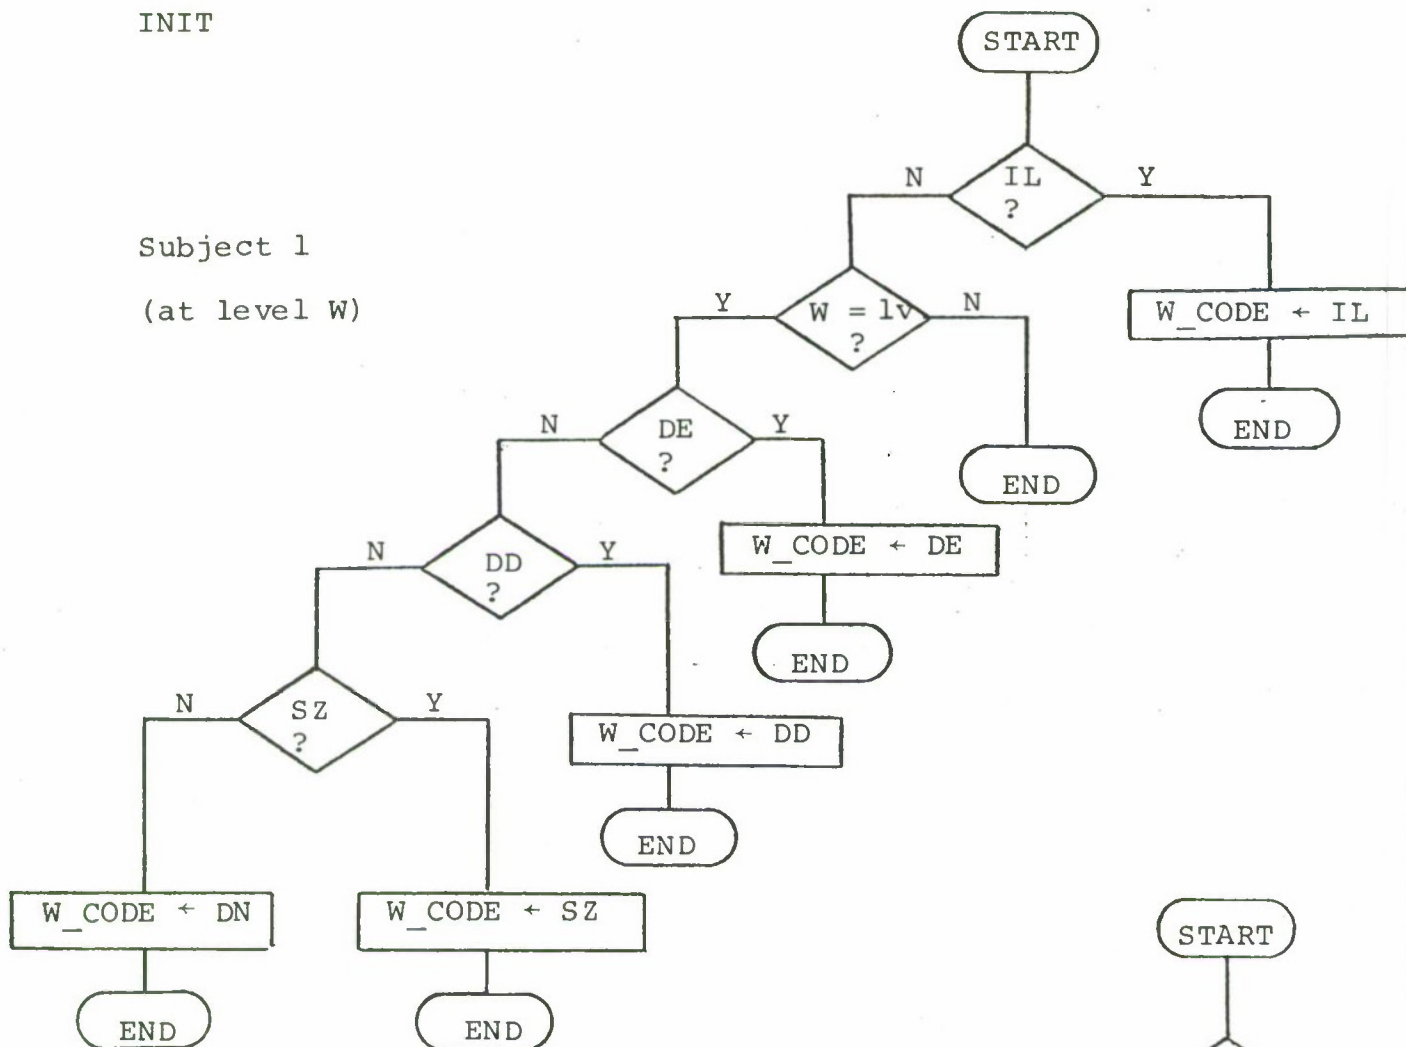 INIT
START
N
IL
?
Y
Subject 1
(at level W)
Y
W = lv
?
N
W_CODE ← IL
END
N
DE
?
Y
END
N
DD
?
Y
W_CODE ← DE
END
N
SZ
?
Y
W_CODE ← DD
END
W_CODE ← DN
W_CODE ← SZ
START
END
END